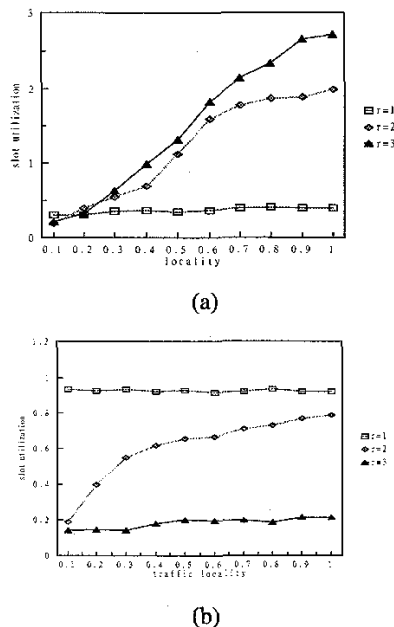 3
2
1
0
slot utilization
0.1 0.2 0.3 0.4 0.5 0.6 0.7 0.8 0.9 1
locality
r=1
r=2
r=3
(a)
1.2
1
0.8
0.6
0.4
0.2
0
slot utilization
0.1 0.2 0.3 0.4 0.5 0.6 0.7 0.8 0.9 1
traffic locality
r=1
r=2
r=3
(b)